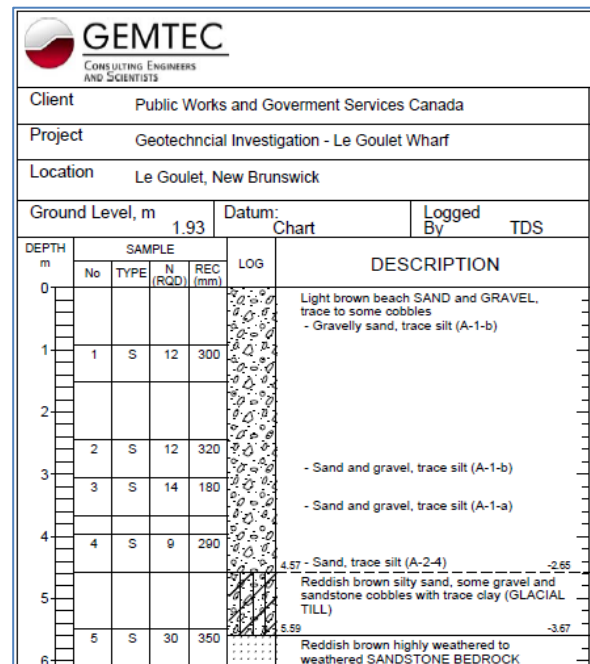 GEMTEC
CONSULTING ENGINEERS
AND SCIENTISTS
Client Public Works and Goverment Services Canada
Project Geotechncial Investigation - Le Goulet Wharf
Location Le Goulet, New Brunswick
Ground Level, m 1.93 Datum: Chart Logged By TDS
DEPTH m SAMPLE LOG DESCRIPTION
No TYPE N (RQD) REC (mm)
0
Light brown beach SAND and GRAVEL,
trace to some cobbles
- Gravelly sand, trace silt (A-1-b)
1 1 S 12 300
2
2 S 12 320
3 - Sand and gravel, trace silt (A-1-b)
3 S 14 180
- Sand and gravel, trace silt (A-1-a)
4 4 S 9 290
4.57 - Sand, trace silt (A-2-4) -2.65
Reddish brown silty sand, some gravel and
5 sandstone cobbles with trace clay (GLACIAL
TILL)
5.59 -3.67
5 S 30 350 Reddish brown highly weathered to
6 weathered SANDSTONE BEDROCK